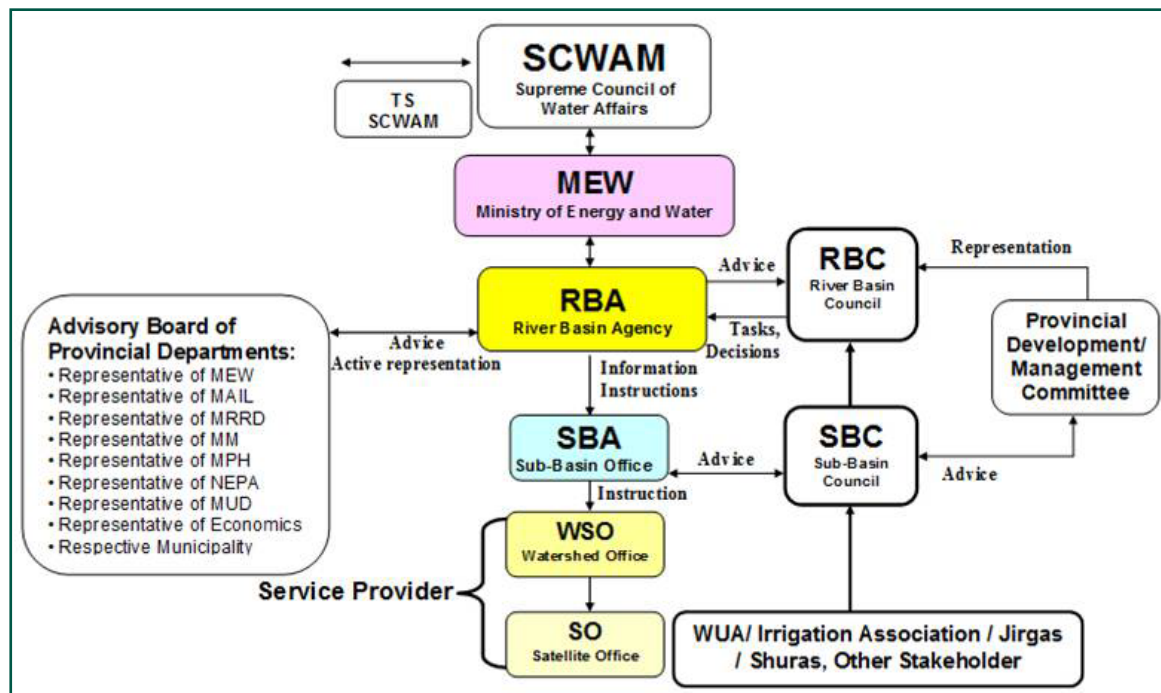 SCWAM
Supreme Council of
Water Affairs
TS
SCWAM
MEW
Ministry of Energy and Water
RBA
River Basin Agency
Advice
Tasks,
Decisions
RBC
River Basin
Council
Representation
Provincial
Development/
Management
Committee
Advisory Board of
Provincial Departments:
• Representative of MEW
• Representative of MAIL
• Representative of MRRD
• Representative of MM
• Representative of MPH
• Representative of NEPA
• Representative of MUD
• Representative of Economics
• Respective Municipality
Advice
Active representation
Information
Instructions
SBA
Sub-Basin Office
Advice
SBC
Sub-Basin
Council
Advice
Instruction
WSO
Watershed Office
Service Provider
SO
Satellite Office
WUA/ Irrigation Association / Jirgas
/ Shuras, Other Stakeholder